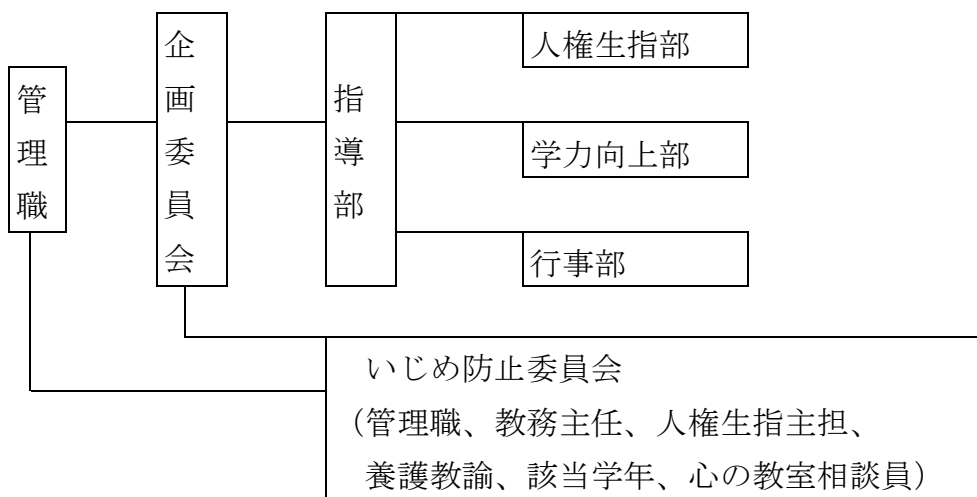 管理職
企画委員会
指導部
人権生指部
学力向上部
行事部
いじめ防止委員会
(管理職、教務主任、人権生指主担、
養護教諭、該当学年、心の教室相談員)